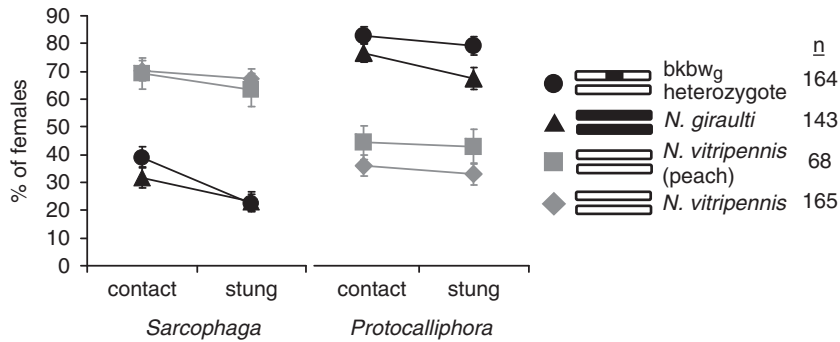 % of females
90
80
70
60
50
40
30
20
10
0
contact
stung
contact
stung
Sarcophaga
Protocalliphora
n
bkbwg
heterozygote 164
N. giraulti 143
N. vitripennis
(peach) 68
N. vitripennis 165